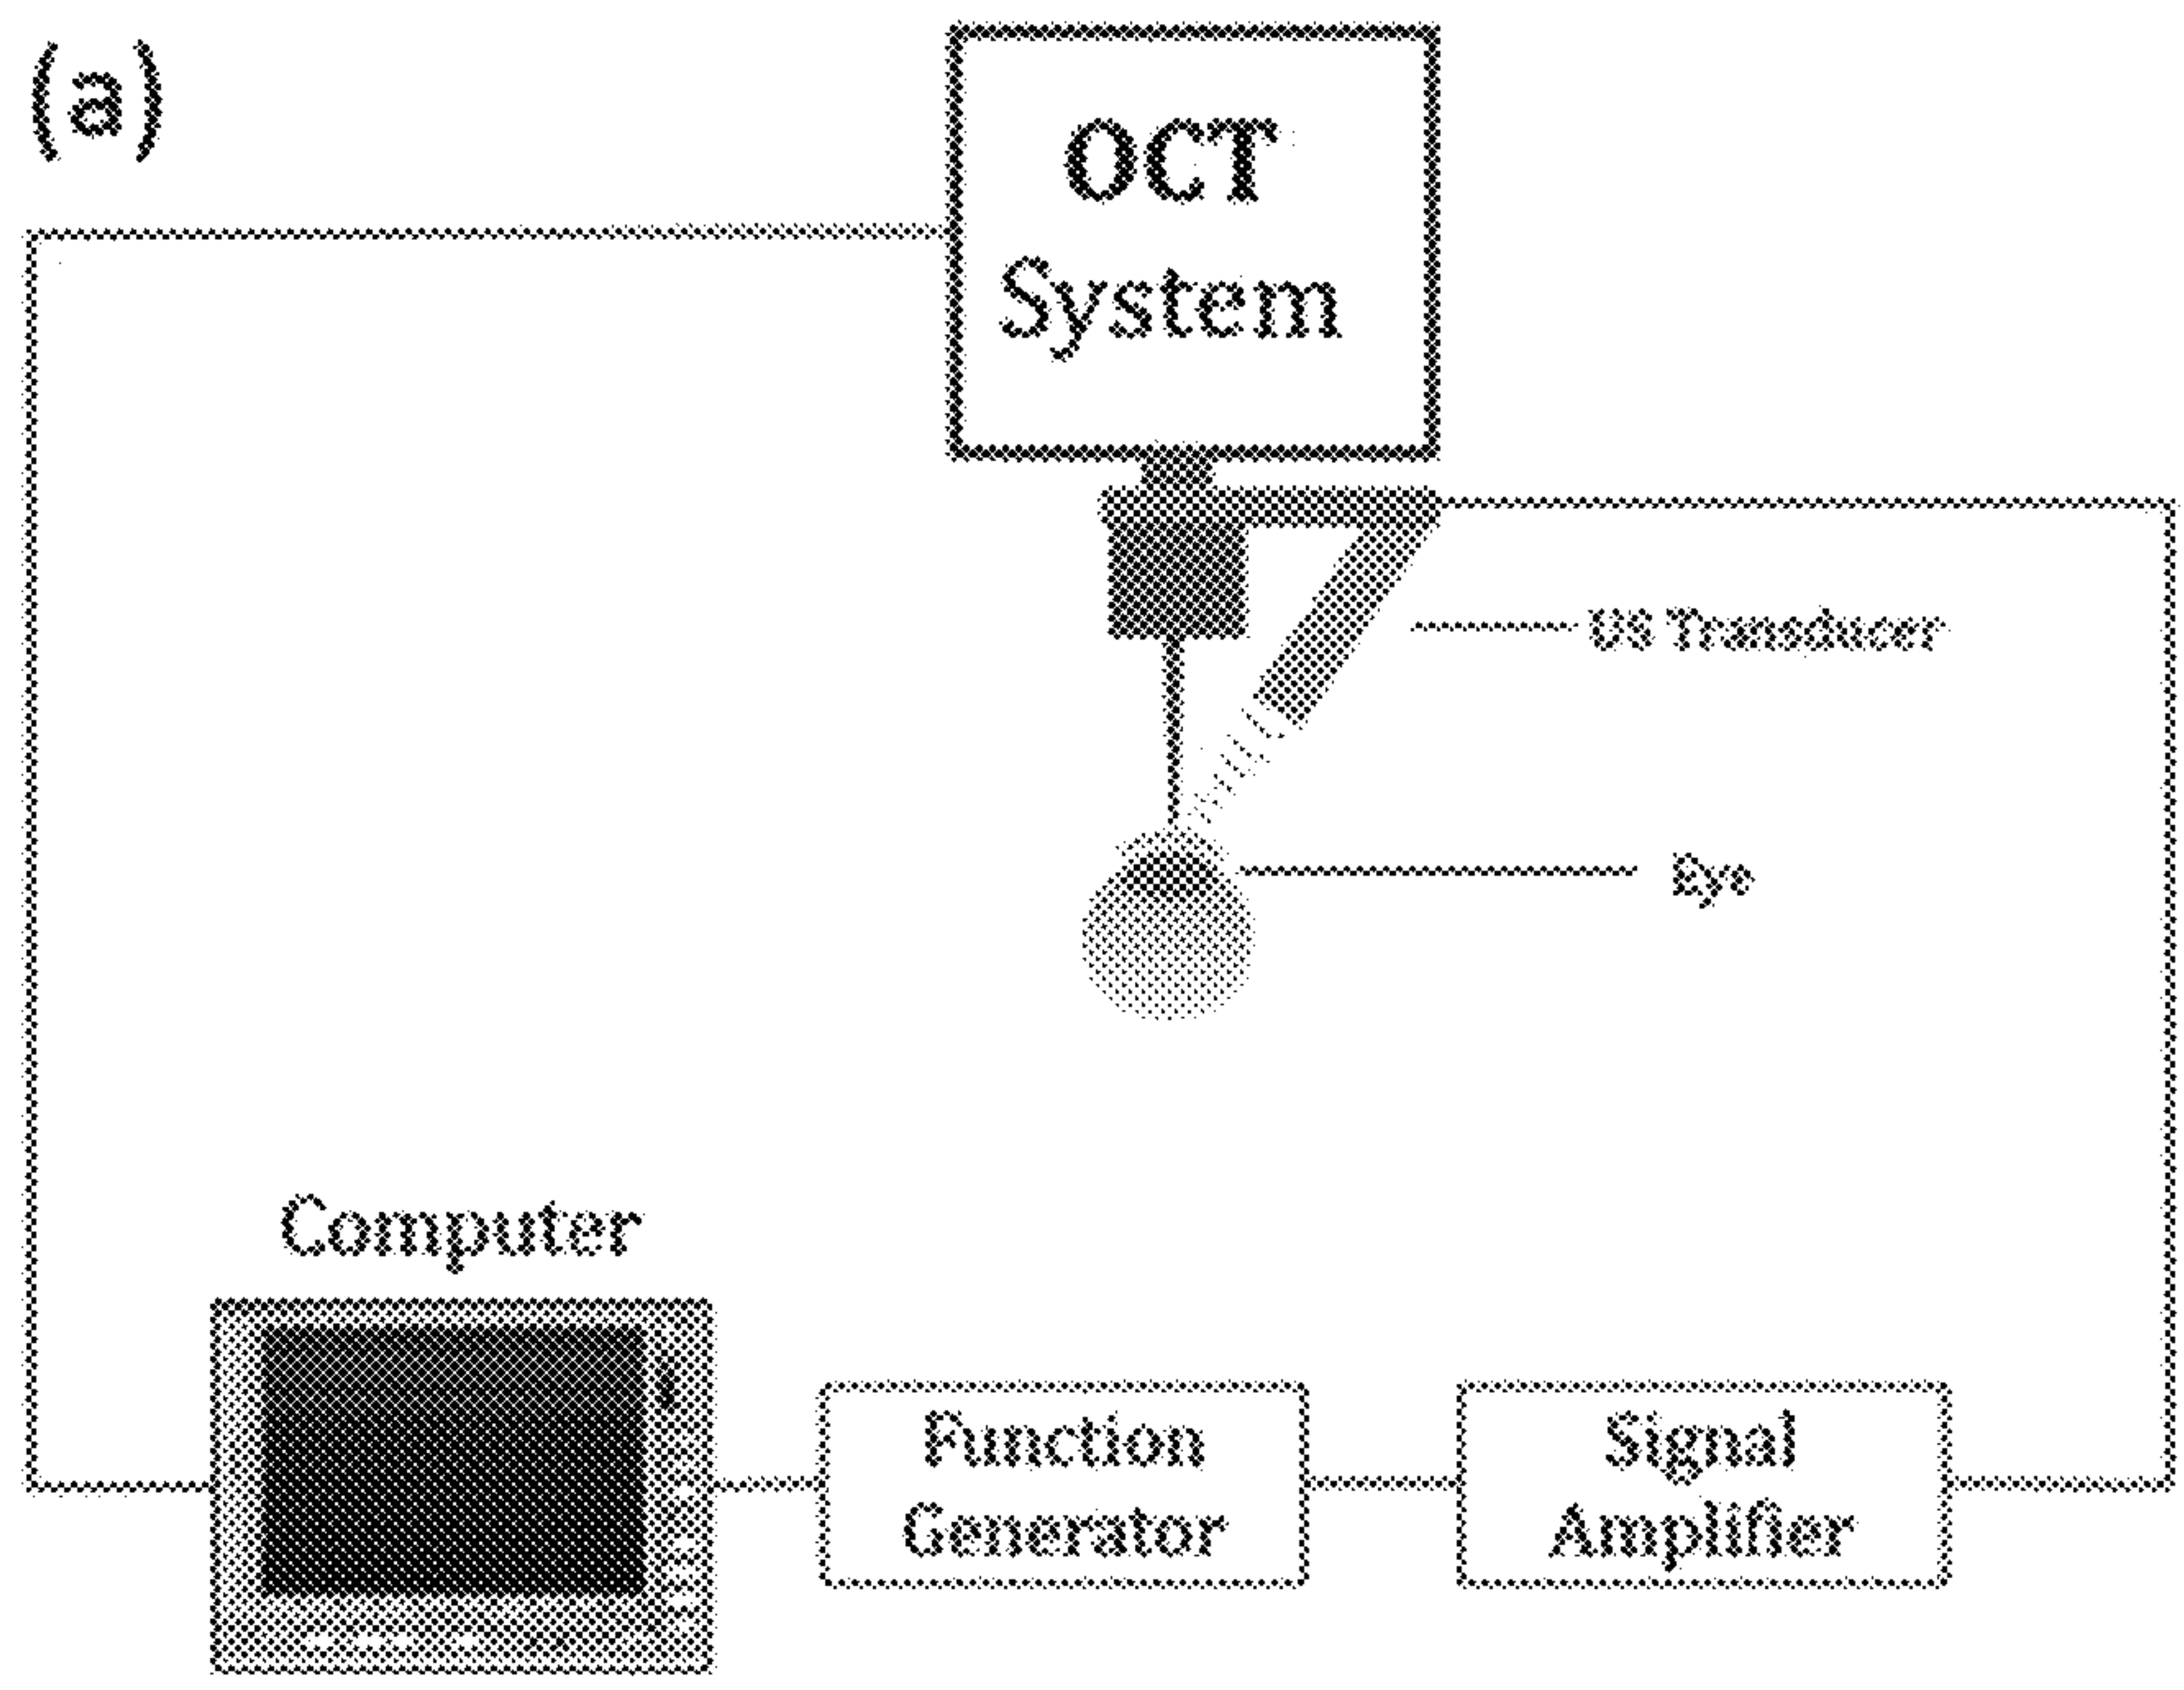 (a)
OCT
System
US Transducer
Eye
Computer
Function
Generator
Signal
Amplifier